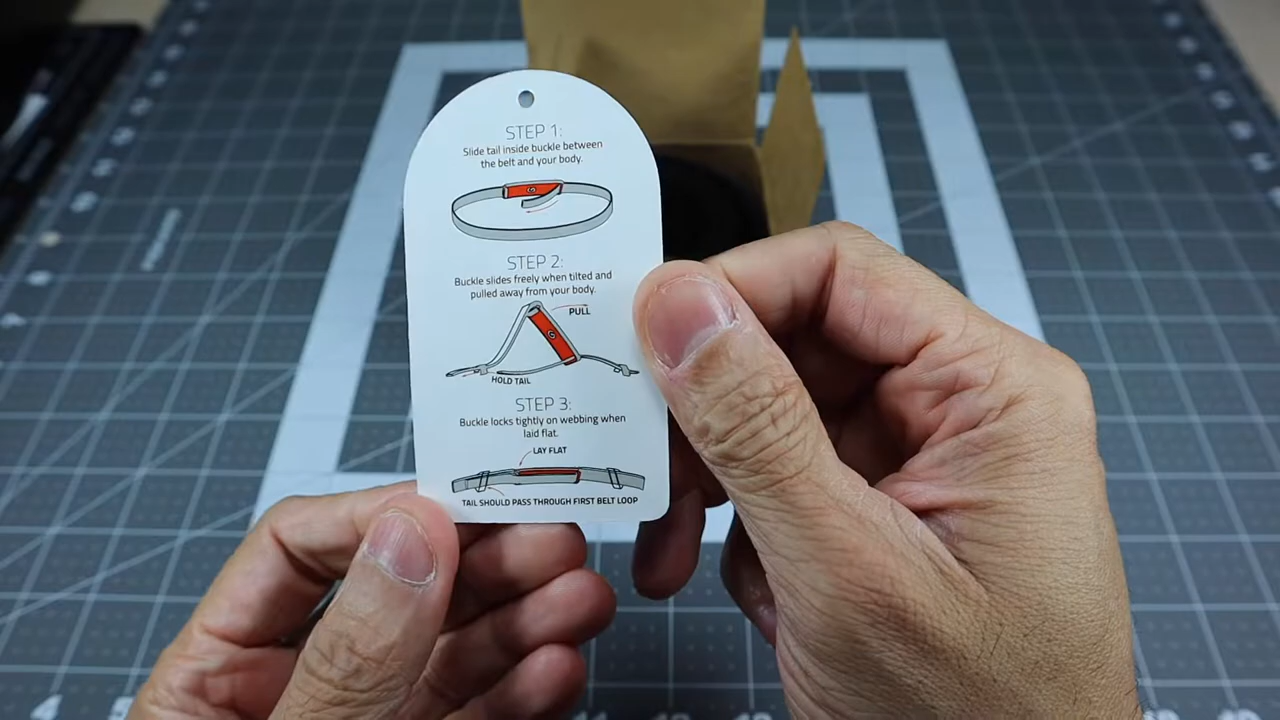 STEP 1:
Slide tail inside buckle between
the belt and your body.
STEP 2:
Buckle slides freely when tilted and
pulled away from your body.
PULL
HOLD TAIL
STEP 3:
Buckle locks tightly on webbing when
laid flat.
LAY FLAT
TAIL SHOULD PASS THROUGH FIRST BELT LOOP
4